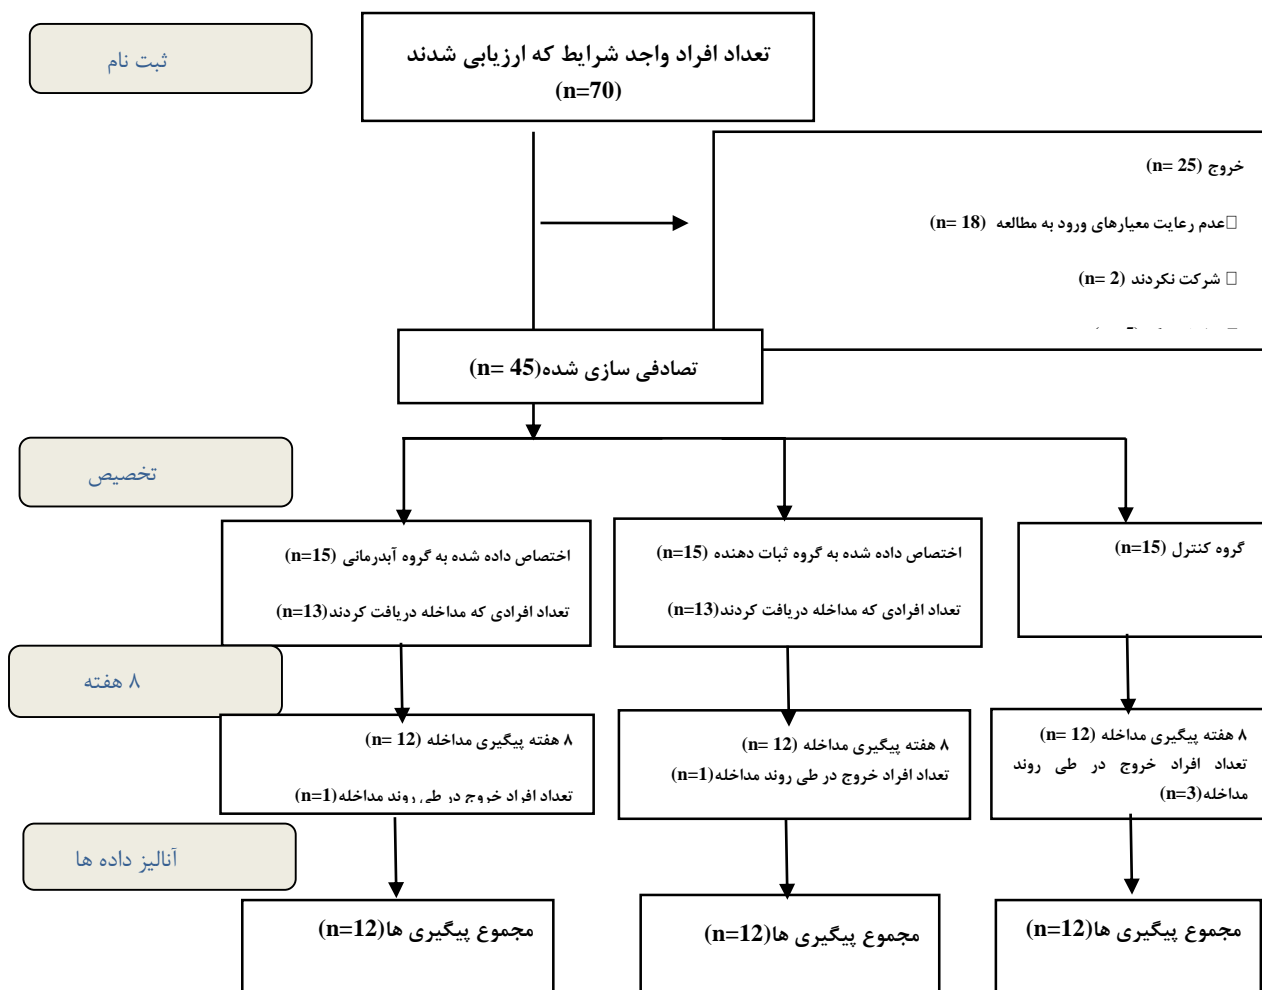 ثبت نام
تعداد افراد واجد شرایط که ارزیابی شدند
(n=70)
خروج (n= 25)
□عدم رعایت معیارهای ورود به مطالعه (n= 18)
□ شرکت نکردند (n= 2)
تصادفی سازی شده(n= 45)
تخصیص
گروه کنترل (n=15)
اختصاص داده شده به گروه ثبات دهنده (n=15)
تعداد افرادی که مداخله دریافت کردند(n=13)
اختصاص داده شده به گروه آبدرمانی (n=15)
تعداد افرادی که مداخله دریافت کردند(n=13)
۸ هفته
۸ هفته پیگیری مداخله (n= 12)
تعداد افراد خروج در طی روند
مداخله(n=3)
۸ هفته پیگیری مداخله (n= 12)
تعداد افراد خروج در طی روند مداخله(n=1)
۸ هفته پیگیری مداخله (n= 12)
تعداد افراد خروج در طی روند مداخله(n=1)
آنالیز داده ها
مجموع پیگیری ها(n=12)
مجموع پیگیری ها(n=12)
مجموع پیگیری ها(n=12)